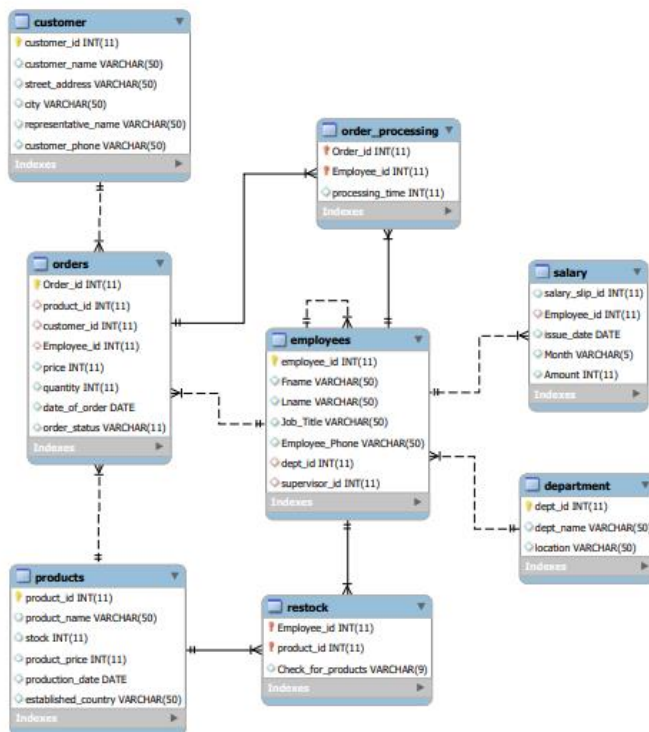 customer
customer_id INT(11)
customer_name VARCHAR(50)
street_address VARCHAR(50)
city VARCHAR(50)
representative_name VARCHAR(50)
customer_phone VARCHAR(50)
Indexes
order_processing
Order_id INT(11)
Employee_id INT(11)
processing_time INT(11)
Indexes
orders
Order_id INT(11)
product_id INT(11)
customer_id INT(11)
Employee_id INT(11)
price INT(11)
quantity INT(11)
date_of_order DATE
order_status VARCHAR(11)
Indexes
employees
employee_id INT(11)
Fname VARCHAR(50)
Lname VARCHAR(50)
Job_Title VARCHAR(50)
Employee_Phone VARCHAR(50)
dept_id INT(11)
supervisor_id INT(11)
Indexes
salary
salary_slip_id INT(11)
Employee_id INT(11)
issue_date DATE
Month VARCHAR(5)
Amount INT(11)
Indexes
department
dept_id INT(11)
dept_name VARCHAR(50)
location VARCHAR(50)
Indexes
products
product_id INT(11)
product_name VARCHAR(50)
stock INT(11)
product_price INT(11)
production_date DATE
established_country VARCHAR(50)
Indexes
restock
Employee_id INT(11)
product_id INT(11)
Check_for_products VARCHAR(9)
Indexes